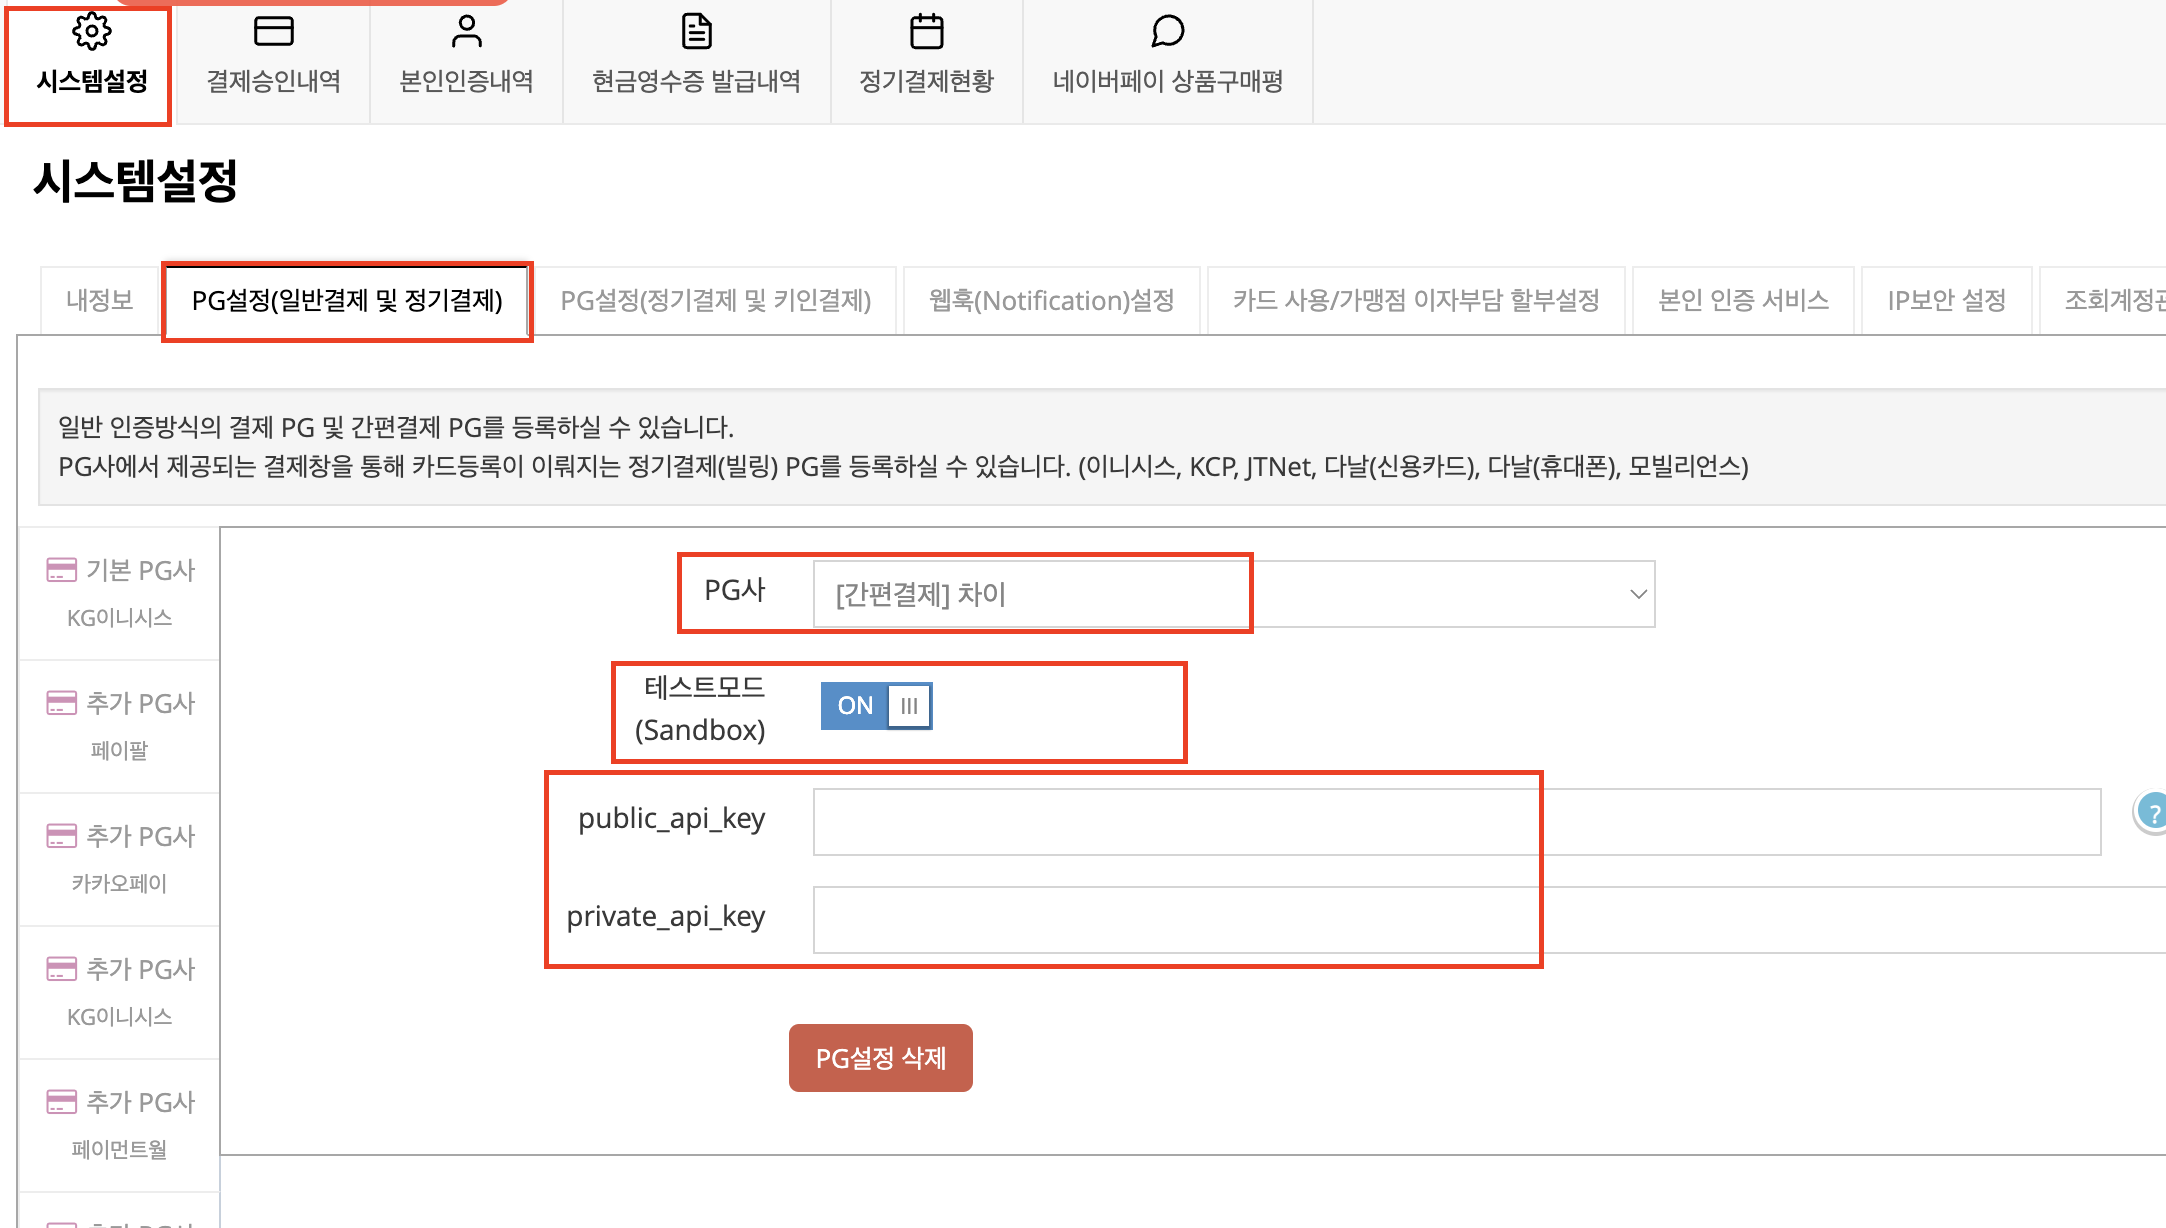 시스템설정
결제승인내역
본인인증내역
현금영수증 발급내역
정기결제현황
네이버페이 상품구매평
시스템설정
내정보
PG설정(일반결제 및 정기결제)
PG설정(정기결제 및 키인결제)
웹훅(Notification)설정
카드 사용/가맹점 이자부담 할부설정
본인 인증 서비스
IP보안 설정
조회계정관
일반 인증방식의 결제 PG 및 간편결제 PG를 등록하실 수 있습니다.
PG사에서 제공되는 결제창을 통해 카드등록이 이뤄지는 정기결제(빌링) PG를 등록하실 수 있습니다. (이니시스, KCP, JTNet, 다날(신용카드), 다날(휴대폰), 모빌리언스)
기본 PG사
KG이니시스
추가 PG사
페이팔
추가 PG사
카카오페이
추가 PG사
KG이니시스
추가 PG사
페이먼트월
PG사
[간편결제] 차이
테스트모드
(Sandbox)
ON
public_api_key
?
private_api_key
PG설정 삭제